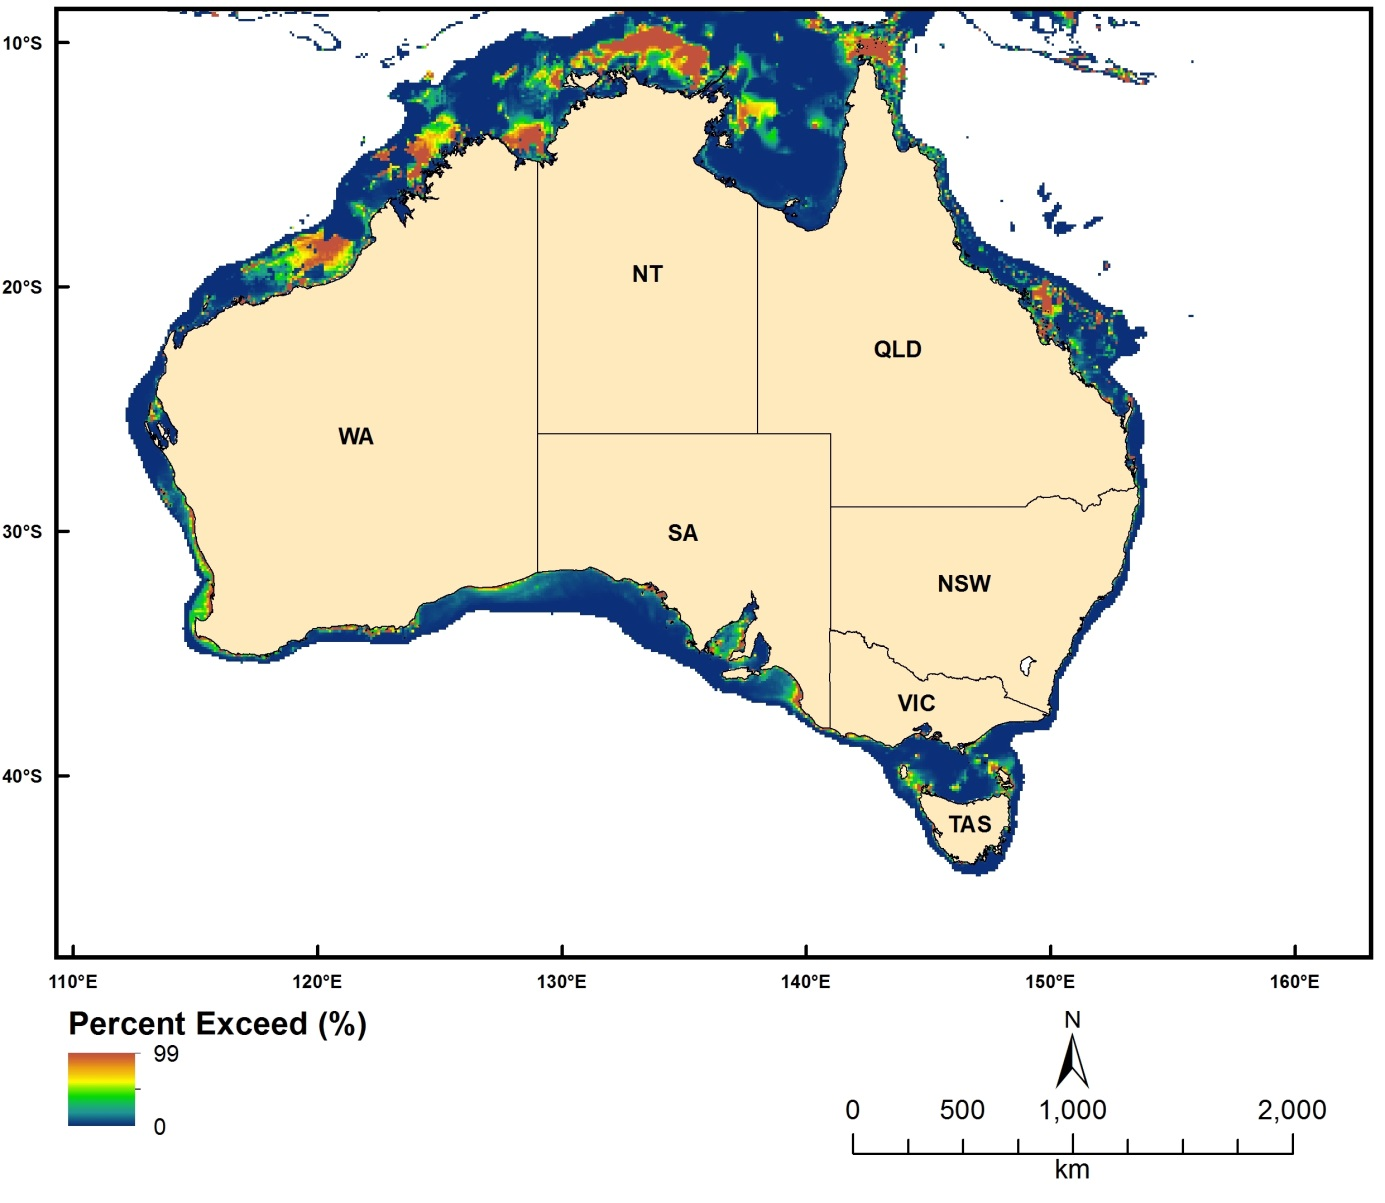 10°S
20°S
30°S
40°S
NT
QLD
WA
SA
NSW
VIC
TAS
110°E 120°E 130°E 140°E 150°E 160°E
Percent Exceed (%)
99
0
N
0 500 1,000 2,000
km